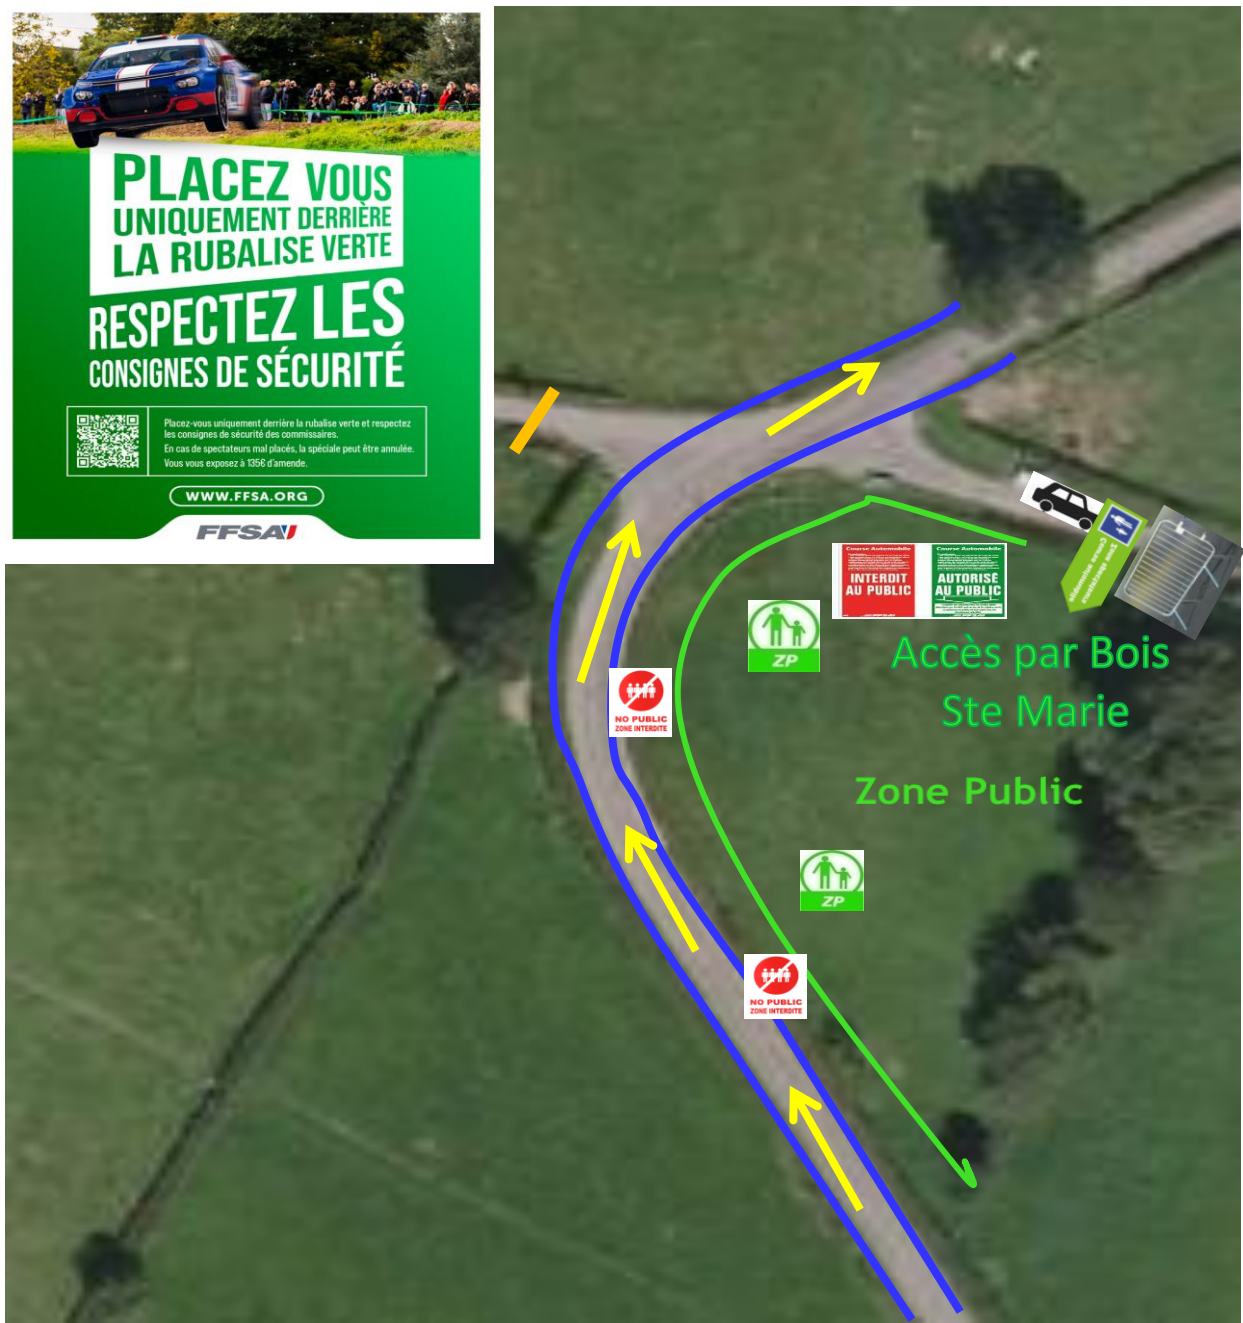 PLACEZ VOUS
UNIQUEMENT DERRIÈRE
LA RUBALISE VERTE
RESPECTEZ LES
CONSIGNES DE SÉCURITÉ
Placez-vous uniquement derrière la rubalise verte et respectez
les consignes de sécurité des commissaires.
En cas de spectateurs mal placés, la spéciale peut être annulée.
Vous vous exposez à 135€ d'amende.
WWW.FFSA.ORG
FFSA
Course Automobile
INTERDIT
AU PUBLIC
Course Automobile
AUTORISÉ
AU PUBLIC
ZP
Accès par Bois
Ste Marie
NO PUBLIC
ZONE INTERDITE
Zone Public
ZP
NO PUBLIC
ZONE INTERDITE